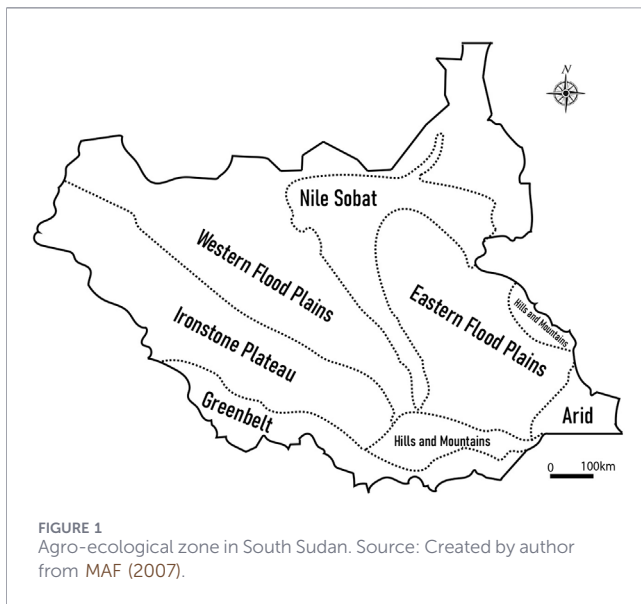 N
Nile Sobat
Western Flood Plains
Eastern Flood Plains
Hills and Mountains
Ironstone Plateau
Greenbelt
Arid
Hills and Mountains
0 100km
FIGURE 1
Agro-ecological zone in South Sudan. Source: Created by author
from MAF (2007).